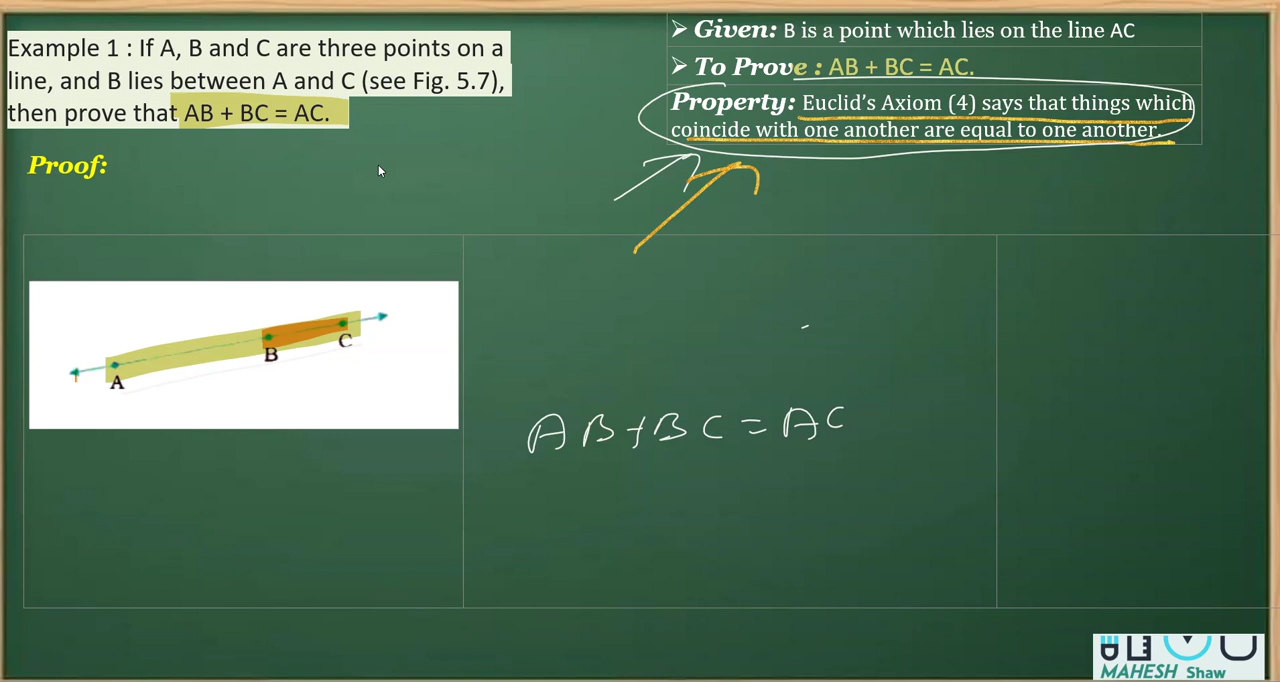 Example 1 : If A, B and C are three points on a
line, and B lies between A and C (see Fig. 5.7),
then prove that AB + BC = AC.
Proof:
➢ Given: B is a point which lies on the line AC
➢ To Prove : AB + BC = AC.
Property: Euclid’s Axiom (4) says that things which
coincide with one another are equal to one another.
A B C
AB+BC=AC
MAHESH Shaw